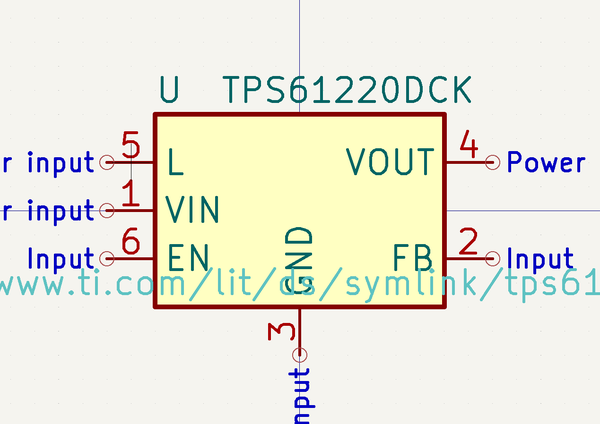 U TPS61220DCK
r input 5 L VOUT 4 Power
r input 1 VIN
Input 6 EN GND FB 2 Input
www.ti.com/lit/ds/symlink/tps61
3
nput